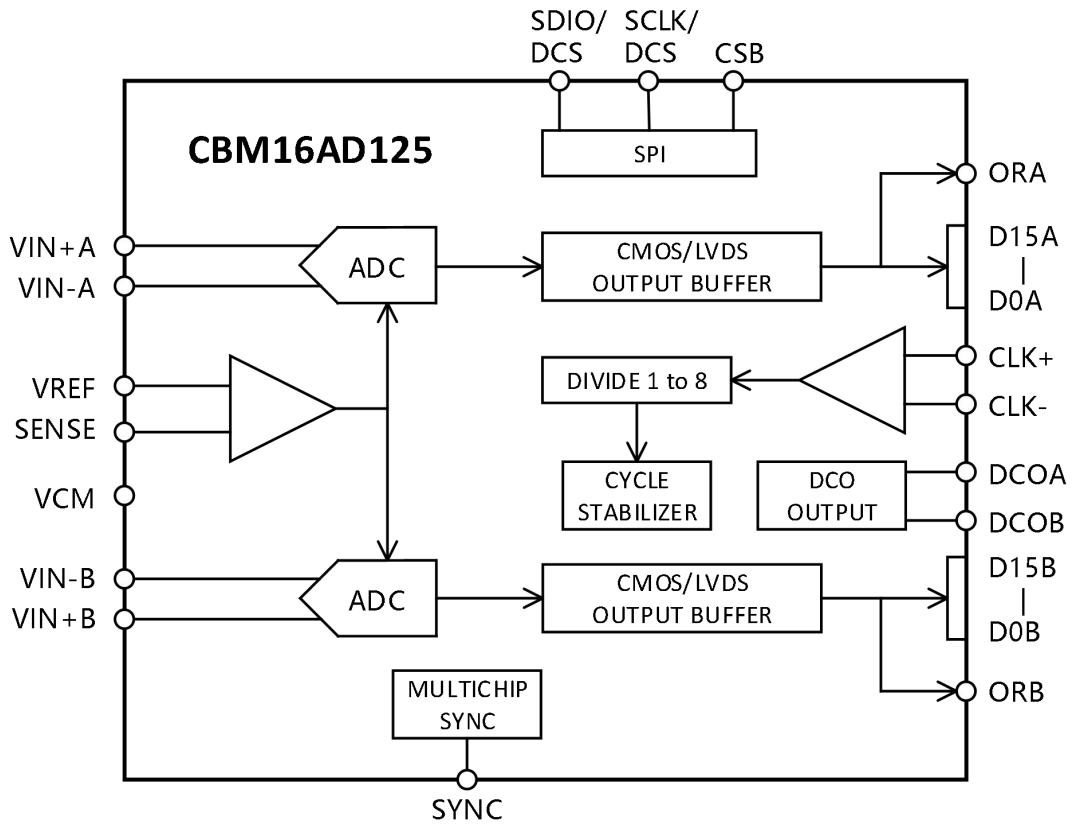 SDIO/
DCS
SCLK/
DCS
CSB
CBM16AD125
SPI
ORA
VIN+A
VIN-A
ADC
CMOS/LVDS
OUTPUT BUFFER
D15A
D0A
VREF
SENSE
DIVIDE 1 to 8
CLK+
CLK-
VCM
CYCLE
STABILIZER
DCO
OUTPUT
DCOA
DCOB
VIN-B
VIN+B
ADC
CMOS/LVDS
OUTPUT BUFFER
D15B
D0B
MULTICHIP
SYNC
ORB
SYNC